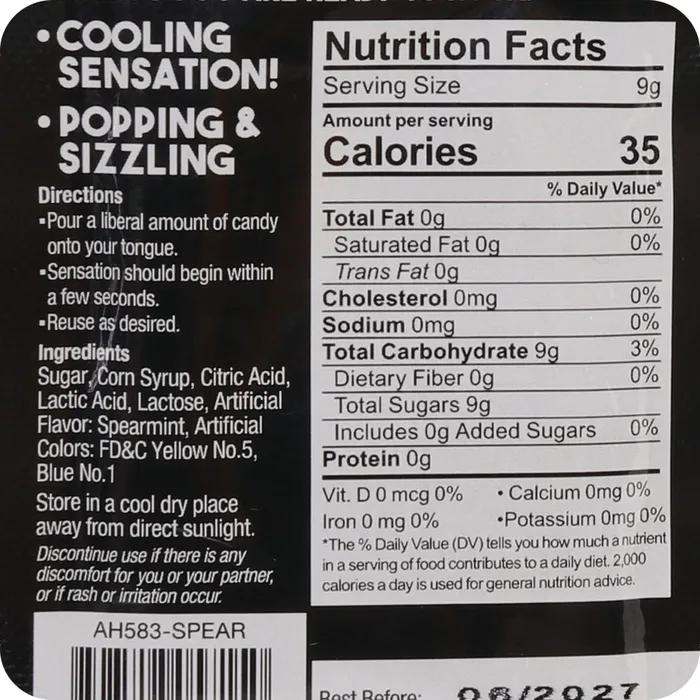 • COOLING
SENSATION!
• POPPING &
SIZZLING
Directions
▪Pour a liberal amount of candy
onto your tongue.
▪Sensation should begin within
a few seconds.
▪Reuse as desired.
Ingredients
Sugar, Corn Syrup, Citric Acid,
Lactic Acid, Lactose, Artificial
Flavor: Spearmint, Artificial
Colors: FD&C Yellow No.5,
Blue No.1
Store in a cool dry place
away from direct sunlight.
Discontinue use if there is any
discomfort for you or your partner,
or if rash or irritation occur.
AH583-SPEAR
Nutrition Facts
Serving Size 9g
Amount per serving
Calories 35
% Daily Value*
Total Fat 0g 0%
Saturated Fat 0g 0%
Trans Fat 0g
Cholesterol 0mg 0%
Sodium 0mg 0%
Total Carbohydrate 9g 3%
Dietary Fiber 0g 0%
Total Sugars 9g
Includes 0g Added Sugars 0%
Protein 0g
Vit. D 0 mcg 0% • Calcium 0mg 0%
Iron 0 mg 0% •Potassium 0mg 0%
*The % Daily Value (DV) tells you how much a nutrient
in a serving of food contributes to a daily diet. 2,000
calories a day is used for general nutrition advice.
Best Before: 06/2027